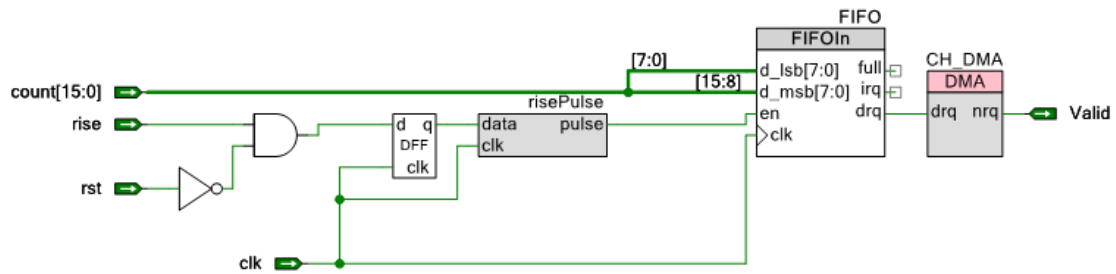 FIFO
FIFOIn
[7:0]
d_lsb[7:0] full
CH_DMA
count[15:0]
[15:8]
d_msb[7:0] irq
DMA
risePulse
rise
d q
data pulse
en drq
drq nrq
Valid
DFF
clk
clk
clk
rst
clk